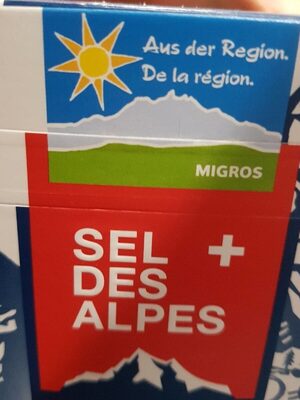 Aus der Region.
De la région.
MIGROS
SEL
DES
ALPES